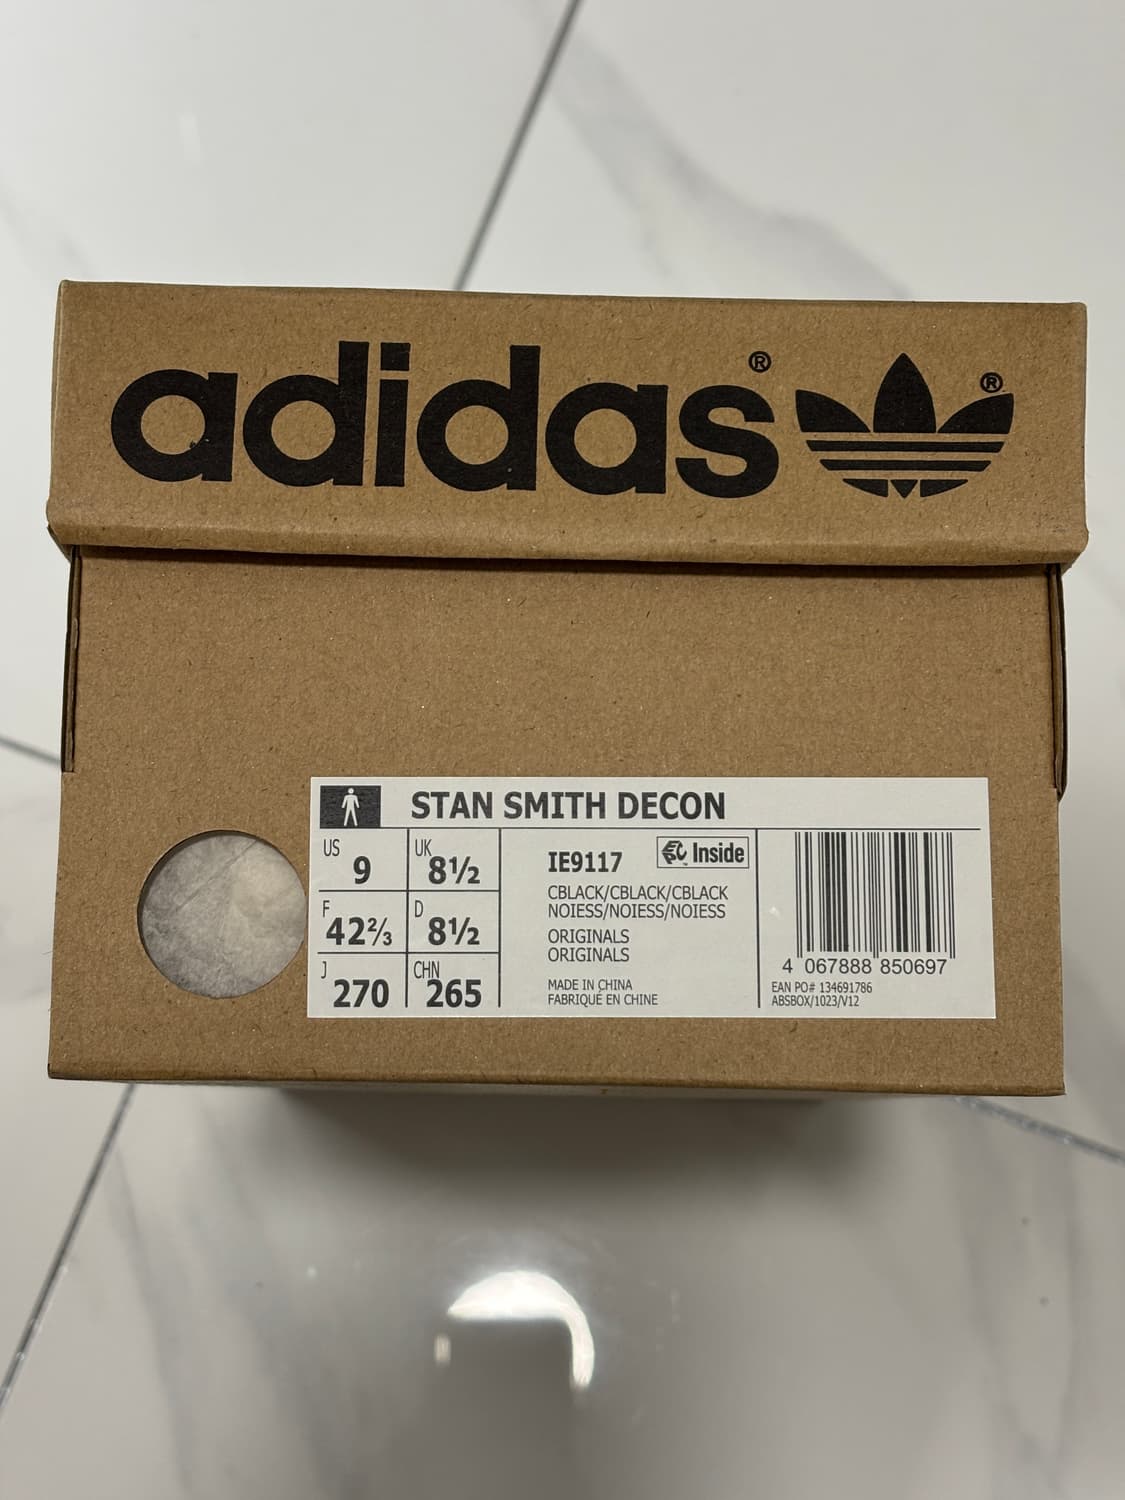 adidas® ®
STAN SMITH DECON
US 9
UK 8½
F 42⅔
D 8½
J 270
CHN 265
IE9117
Inside
CBLACK/CBLACK/CBLACK
NOIESS/NOIESS/NOIESS
ORIGINALS
ORIGINALS
MADE IN CHINA
FABRIQUÉ EN CHINE
4 067888 850697
EAN PO# 134691786
ABSBOX/1023/V12